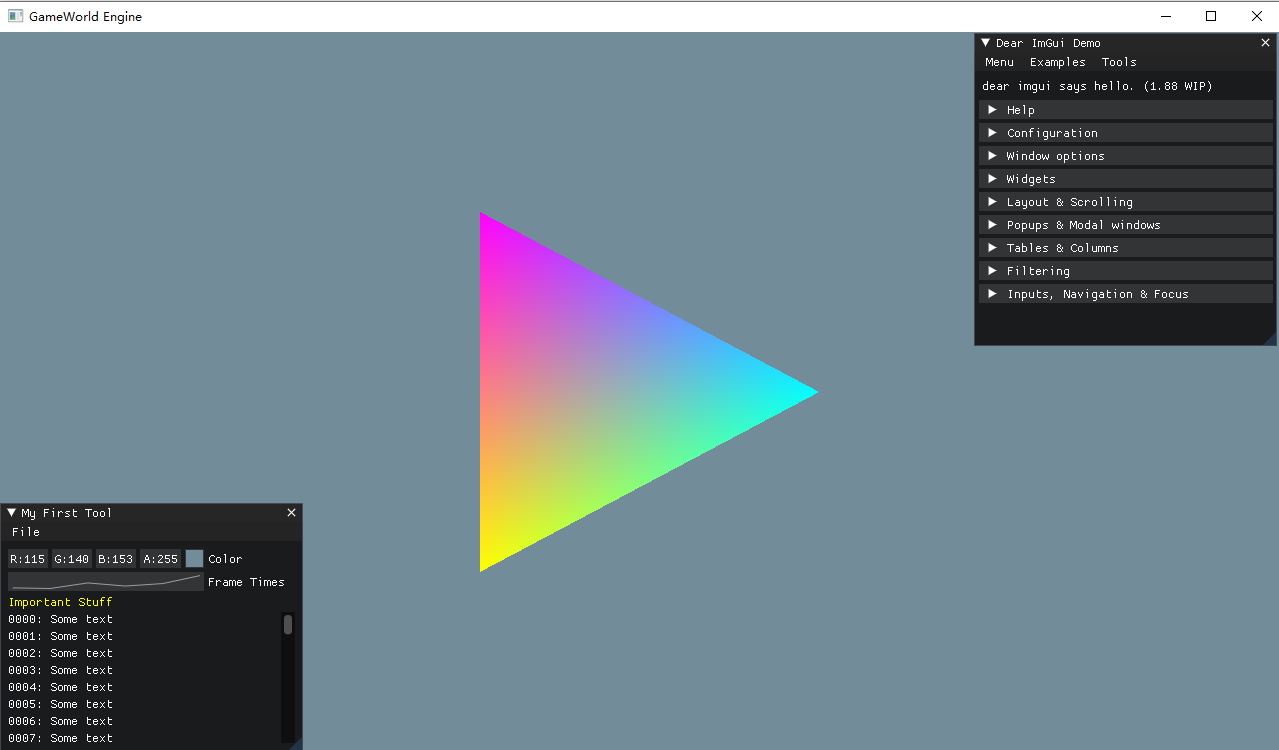 GameWorld Engine
Dear ImGui Demo
Menu Examples Tools
dear imgui says hello. (1.88 WIP)
Help
Configuration
Window options
Widgets
Layout & Scrolling
Popups & Modal windows
Tables & Columns
Filtering
Inputs, Navigation & Focus
My First Tool
File
R:115 G:140 B:153 A:255 Color
Frame Times
Important Stuff
0000: Some text
0001: Some text
0002: Some text
0003: Some text
0004: Some text
0005: Some text
0006: Some text
0007: Some text